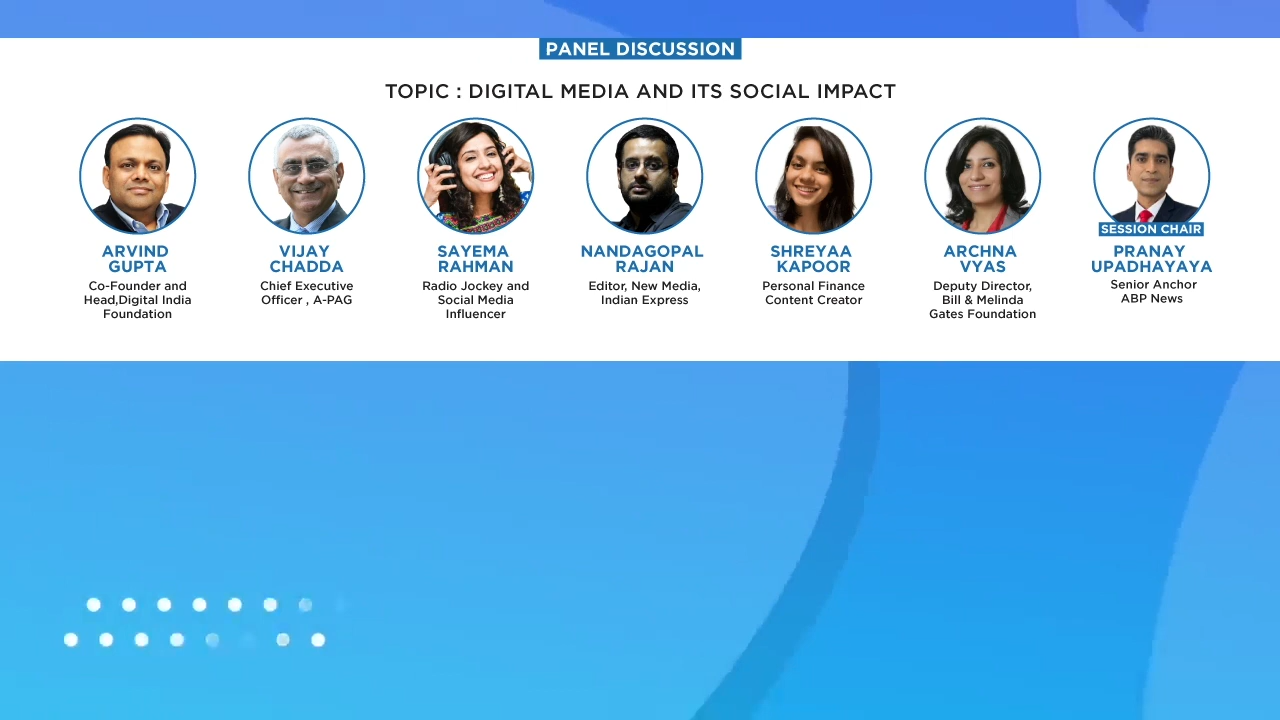 PANEL DISCUSSION
TOPIC : DIGITAL MEDIA AND ITS SOCIAL IMPACT
ARVIND
GUPTA
Co-Founder and
Head,Digital India
Foundation
VIJAY
CHADDA
Chief Executive
Officer , A-PAG
SAYEMA
RAHMAN
Radio Jockey and
Social Media
Influencer
NANDAGOPAL
RAJAN
Editor, New Media,
Indian Express
SHREYAA
KAPOOR
Personal Finance
Content Creator
ARCHNA
VYAS
Deputy Director,
Bill & Melinda
Gates Foundation
SESSION CHAIR
PRANAY
UPADHAYAYA
Senior Anchor
ABP News